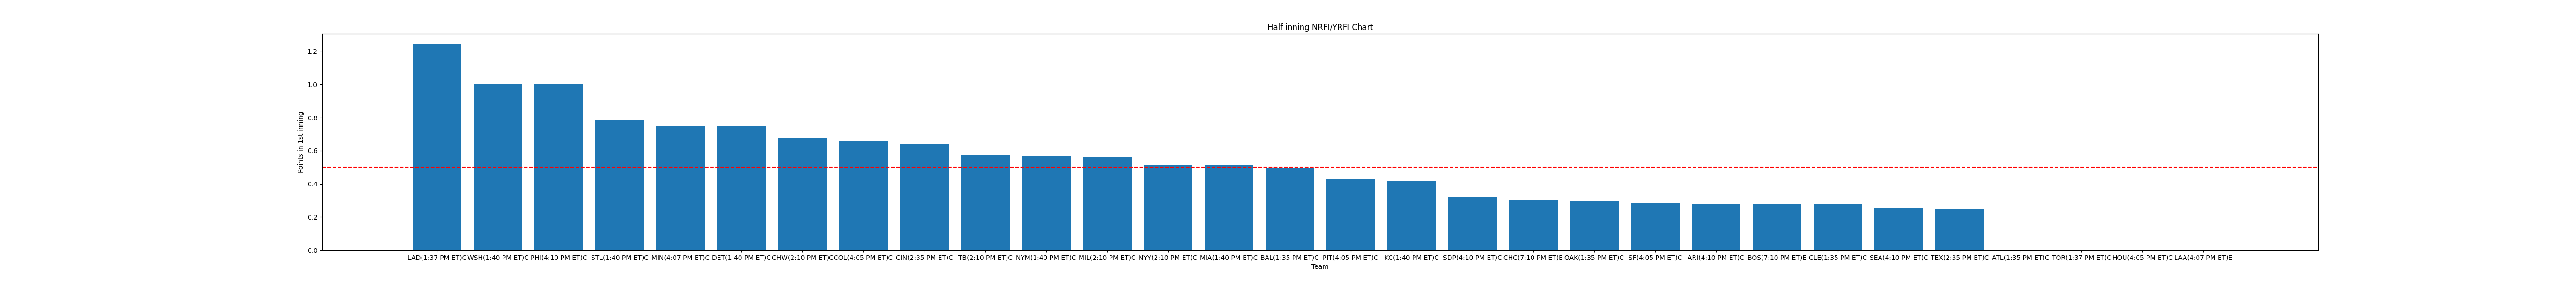 Half inning NRFI/YRFI Chart
1.2
1.0
0.8
0.6
0.4
0.2
0.0
Points in 1st inning
LAD(1:37 PM ET)C WSH(1:40 PM ET)C PHI(4:10 PM ET)C STL(1:40 PM ET)C MIN(4:07 PM ET)C DET(1:40 PM ET)C CHW(2:10 PM ET)C COL(4:05 PM ET)C CIN(2:35 PM ET)C TB(2:10 PM ET)C NYM(1:40 PM ET)C MIL(2:10 PM ET)C NYY(2:10 PM ET)C MIA(1:40 PM ET)C BAL(1:35 PM ET)C PIT(4:05 PM ET)C KC(1:40 PM ET)C SDP(4:10 PM ET)C CHC(7:10 PM ET)E OAK(1:35 PM ET)C SF(4:05 PM ET)C ARI(4:10 PM ET)C BOS(7:10 PM ET)E CLE(1:35 PM ET)C SEA(4:10 PM ET)C TEX(2:35 PM ET)C ATL(1:35 PM ET)C TOR(1:37 PM ET)C HOU(4:05 PM ET)C LAA(4:07 PM ET)E
Team